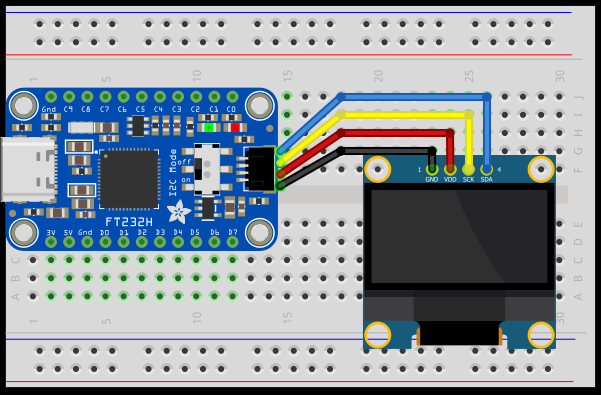 1 5 10 15 20 25 30
J
I
H
G
F
Gnd C9 C8 C7 C6 C5 C4 C3 C2 C1 C0
I2C Mode
off
on
FT232H
3V 5V Gnd D0 D1 D2 D3 D4 D5 D6 D7
1 GND VDD SCK SDA 4
E
D
C C
B B
A A
1 5 10 15 30